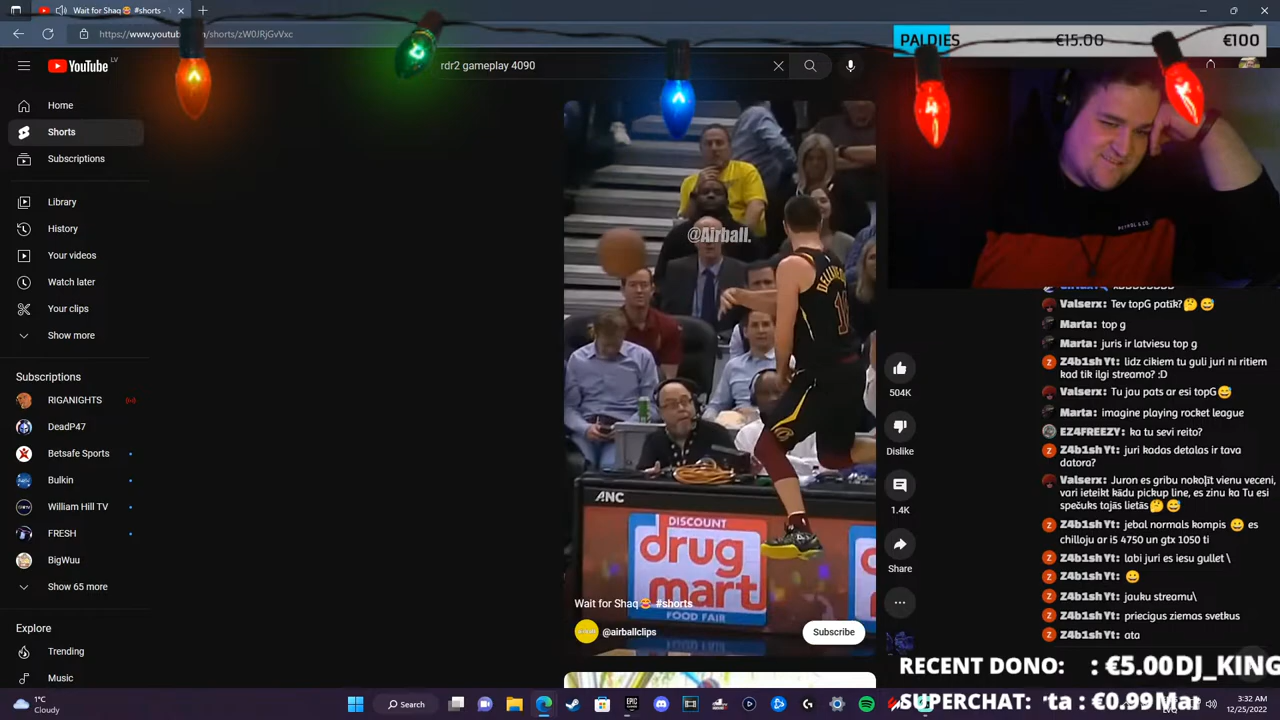 Wait for Shaq😍 #shorts -
https://www.youtub
/shorts/zW0JRjGvVxc
YouTube LV
rdr2 gameplay 4090
Home
Shorts
Subscriptions
Library
History
Your videos
Watch later
Your clips
Show more
Subscriptions
RIGANIGHTS
DeadP47
Betsafe Sports
Bulkin
William Hill TV
FRESH
BigWuu
Show 65 more
Explore
Trending
Music
@Airball.
ANC
DISCOUNT
drug
mart
FOOD FAIR
Wait for Shaq😍 #shorts
@airballclips
Subscribe
504K
Dislike
1.4K
Share
PALDIES €15.00 €100
PEYROL & CO
Valserx: Tev topG patik?🤔😅
Marta: top g
Marta: juris ir latviesu top g
Z4b1sh Yt: lidz cikiem tu guli juri ni ritiem
kad tik ilgi streamo? :D
Valserx: Tu jau pats ar esi topG😅
Marta: imagine playing rocket league
EZ4FREEZY: ka tu sevi reito?
Z4b1sh Yt: juri kadas detalas ir tava
datora?
Valserx: Juron es gribu nokoļīt vienu veceni,
vari ieteikt kādu pickup line, es zinu ka Tu esi
spečuks tajās lietās🤔😅
Z4b1sh Yt: jebal normals kompis 😀 es
chilloju ar i5 4750 un gtx 1050 ti
Z4b1sh Yt: labi juri es iesu gullet \
Z4b1sh Yt: 😀
Z4b1sh Yt: jauku streamu\
Z4b1sh Yt: priecigus ziemas svetkus
Z4b1sh Yt: ata
RECENT DONO: : €5.00DJ_KING
SUPERCHAT: 'ta : €0.99Mar
1°C
Cloudy
Search
3:32 AM
12/25/2022